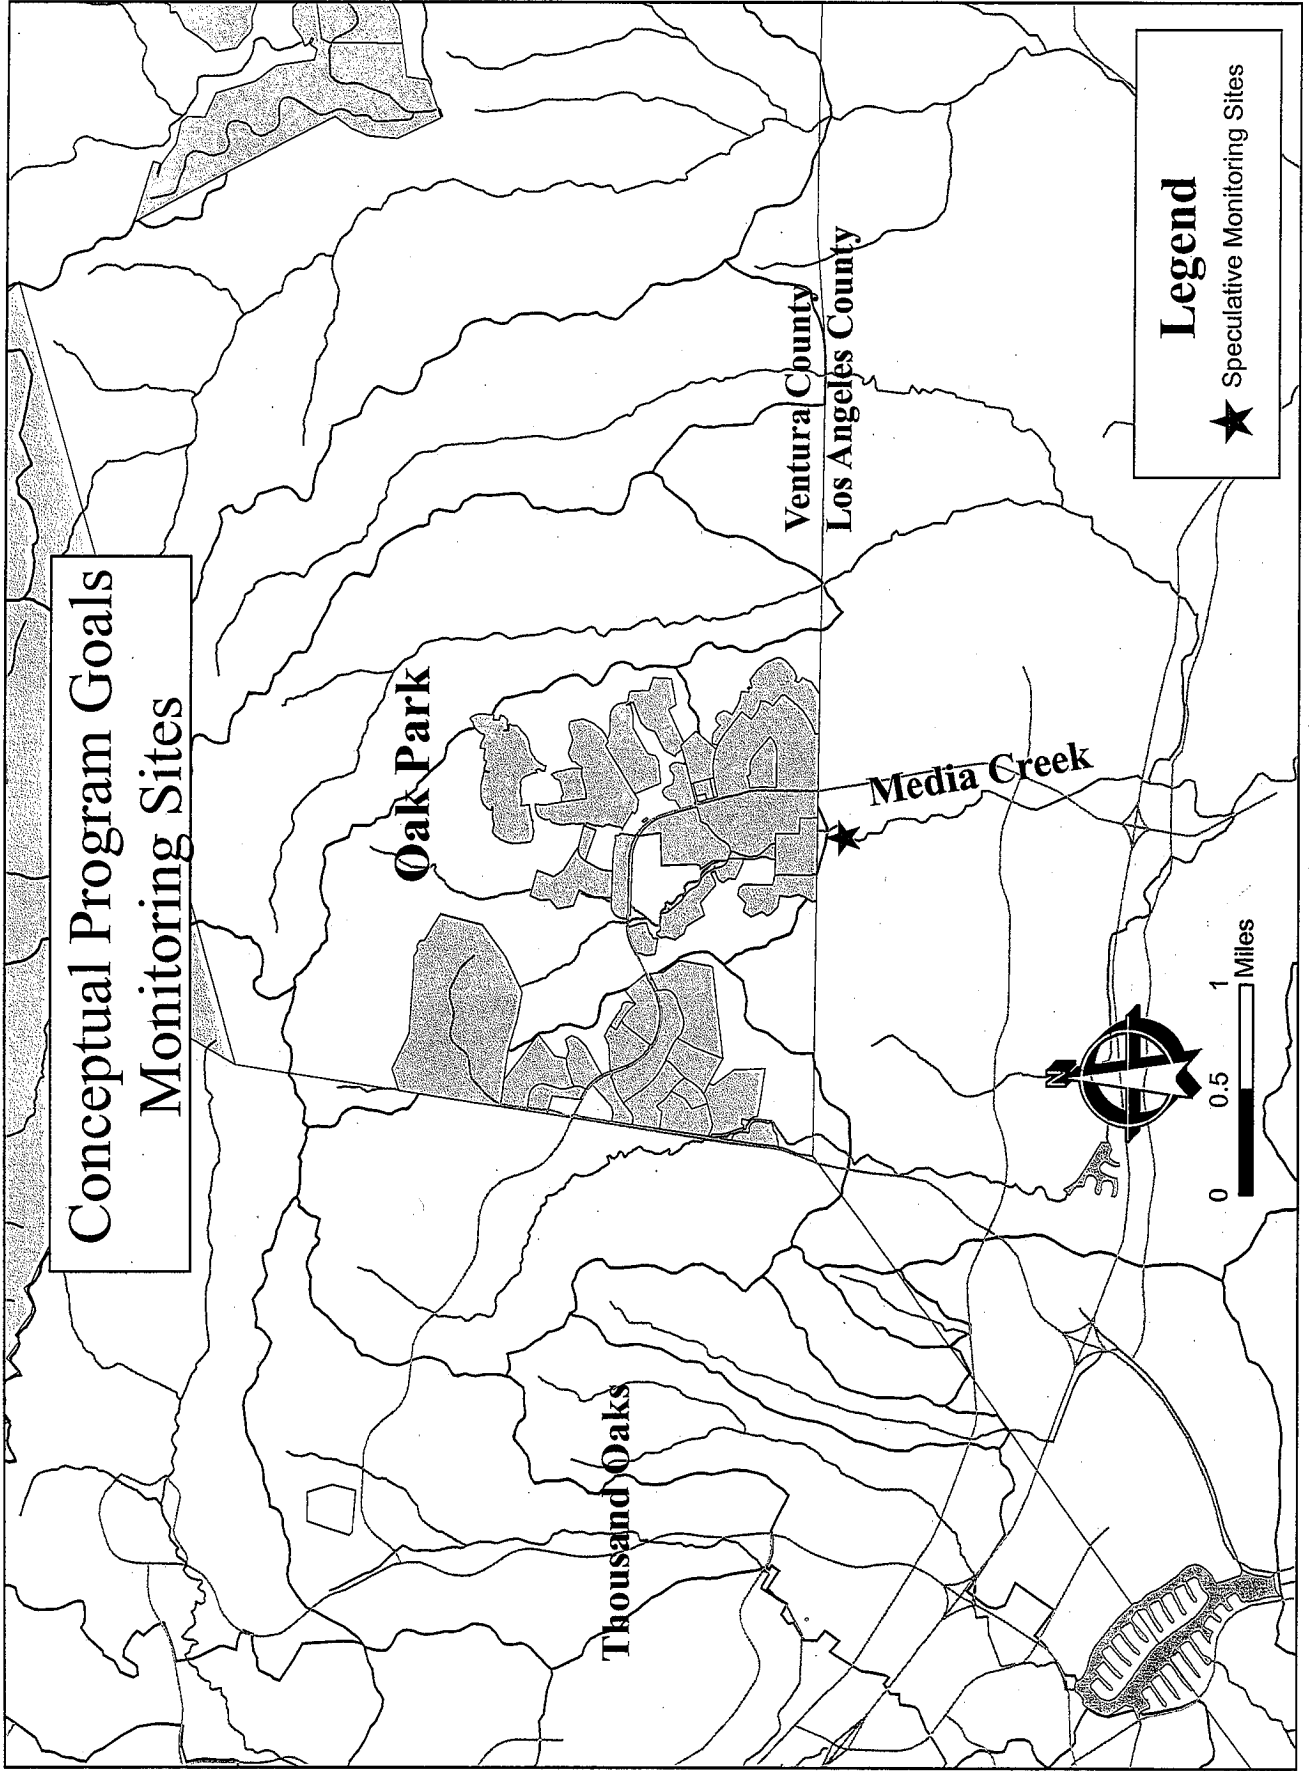 Conceptual Program Goals
Monitoring Sites
Oak Park
Thousand Oaks
Ventura County
Los Angeles County
Media Creek
N
0 0.5 1
Miles
Legend
Speculative Monitoring Sites